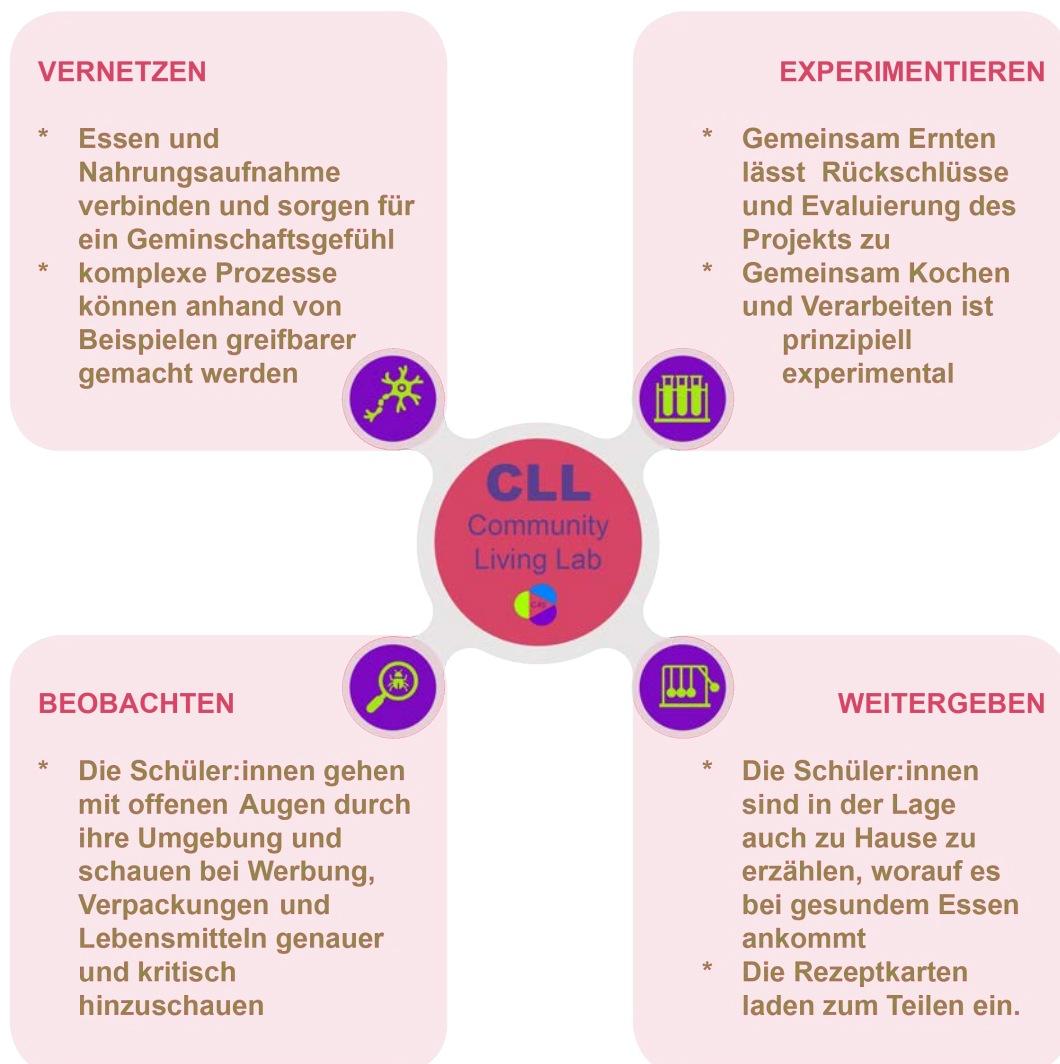 VERNETZEN
* Essen und
Nahrungsaufnahme
verbinden und sorgen für
ein Geminschaftsgefühl
* komplexe Prozesse
können anhand von
Beispielen greifbarer
gemacht werden
EXPERIMENTIEREN
* Gemeinsam Ernten
lässt Rückschlüsse
und Evaluierung des
Projekts zu
* Gemeinsam Kochen
und Verarbeiten ist
prinzipiell
experimental
CLL
Community
Living Lab
BEOBACHTEN
* Die Schüler:innen gehen
mit offenen Augen durch
ihre Umgebung und
schauen bei Werbung,
Verpackungen und
Lebensmitteln genauer
und kritisch
hinzuschauen
WEITERGEBEN
* Die Schüler:innen
sind in der Lage
auch zu Hause zu
erzählen, worauf es
bei gesundem Essen
ankommt
* Die Rezeptkarten
laden zum Teilen ein.